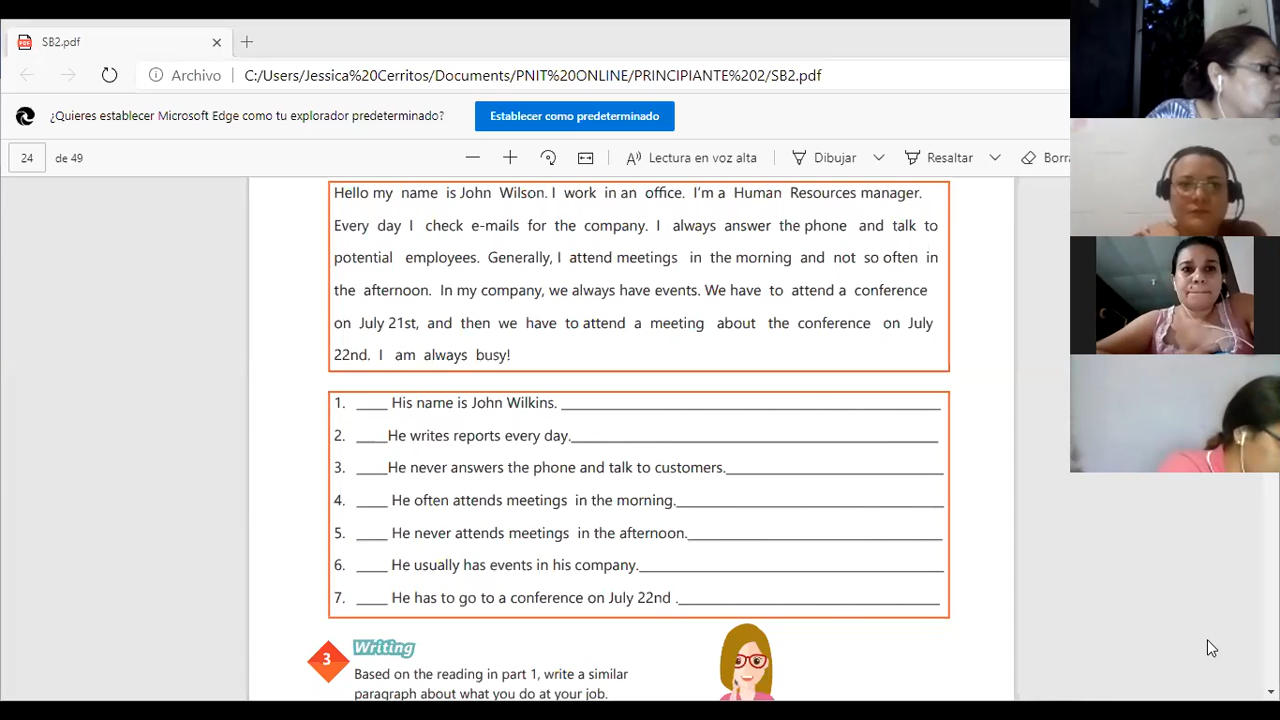 SB2.pdf
Archivo C:/Users/Jessica%20Cerritos/Documents/PNIT%20ONLINE/PRINCIPIANTE%202/SB2.pdf
¿Quieres establecer Microsoft Edge como tu explorador predeterminado? Establecer como predeterminado
24 de 49 Lectura en voz alta Dibujar Resaltar Borra
Hello my name is John Wilson. I work in an office. I'm a Human Resources manager.
Every day I check e-mails for the company. I always answer the phone and talk to
potential employees. Generally, I attend meetings in the morning and not so often in
the afternoon. In my company, we always have events. We have to attend a conference
on July 21st, and then we have to attend a meeting about the conference on July
22nd. I am always busy!
1. ____ His name is John Wilkins. ____
2. ____He writes reports every day.____
3. ____He never answers the phone and talk to customers.____
4. ____ He often attends meetings in the morning.____
5. ____ He never attends meetings in the afternoon.____
6. ____ He usually has events in his company.____
7. ____ He has to go to a conference on July 22nd .____
3 Writing
Based on the reading in part 1, write a similar
paragraph about what you do at your job.